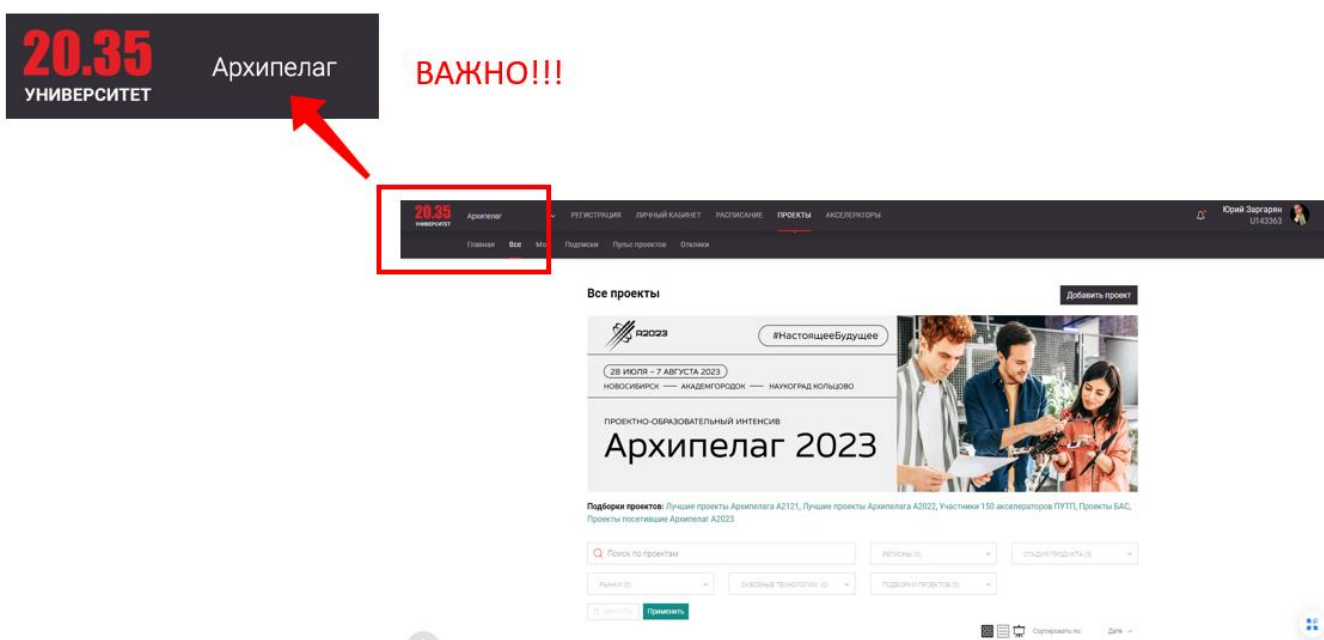 20.35
УНИВЕРСИТЕТ
Архипелаг
ВАЖНО!!!
20.35
УНИВЕРСИТЕТ
Архипелаг
РЕГИСТРАЦИЯ ЛИЧНЫЙ КАБИНЕТ РАСПИСАНИЕ ПРОЕКТЫ АКСЕЛЕРАТОРЫ
Юрий Заргарян
U143363
Главная Все Мо Подписки Пульс проектов Отклики
Все проекты
Добавить проект
A2023
#НастоящееБудущее
28 ИЮЛЯ – 7 АВГУСТА 2023
НОВОСИБИРСК — АКАДЕМГОРОДОК — НАУКОГРАД КОЛЬЦОВО
ПРОЕКТНО-ОБРАЗОВАТЕЛЬНЫЙ ИНТЕНСИВ
Архипелаг 2023
Подборки проектов: Лучшие проекты Архипелага А2121, Лучшие проекты Архипелага А2022, Участники 150 акселераторов ПУТП, Проекты БАС,
Проекты посетившие Архипелаг А2023
Поиск по проектам
РЕГИОНЫ (0)
СТАДИЯ ПРОДУКТА (0)
РЫНКИ (0)
СКВОЗНЫЕ ТЕХНОЛОГИИ (0)
ПОДБОРКИ ПРОЕКТОВ (0)
Применить
Сортировать по: Дате